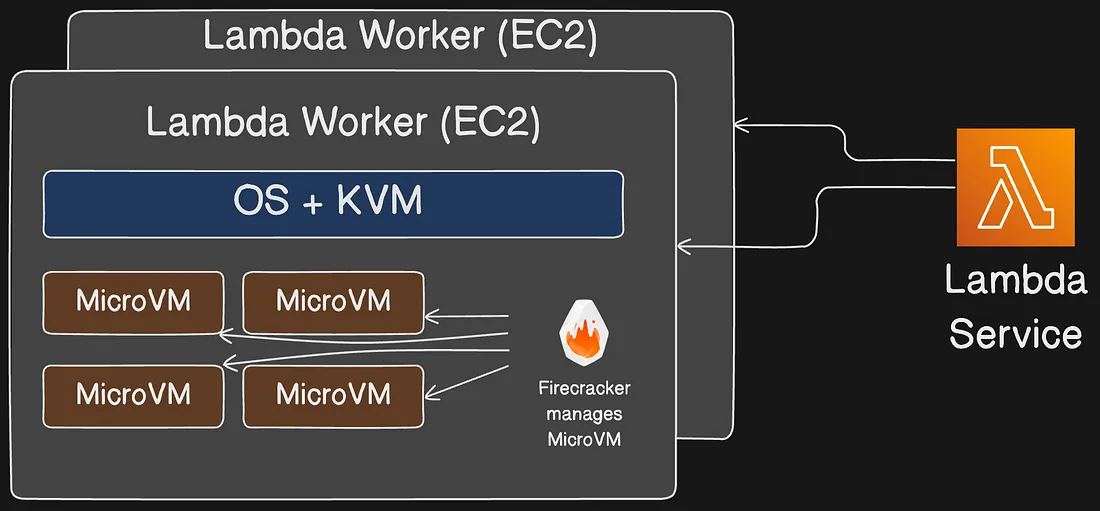 Lambda Worker (EC2)
Lambda Worker (EC2)
OS + KVM
MicroVM
MicroVM
MicroVM
MicroVM
Firecracker
manages
MicroVM
Lambda
Service